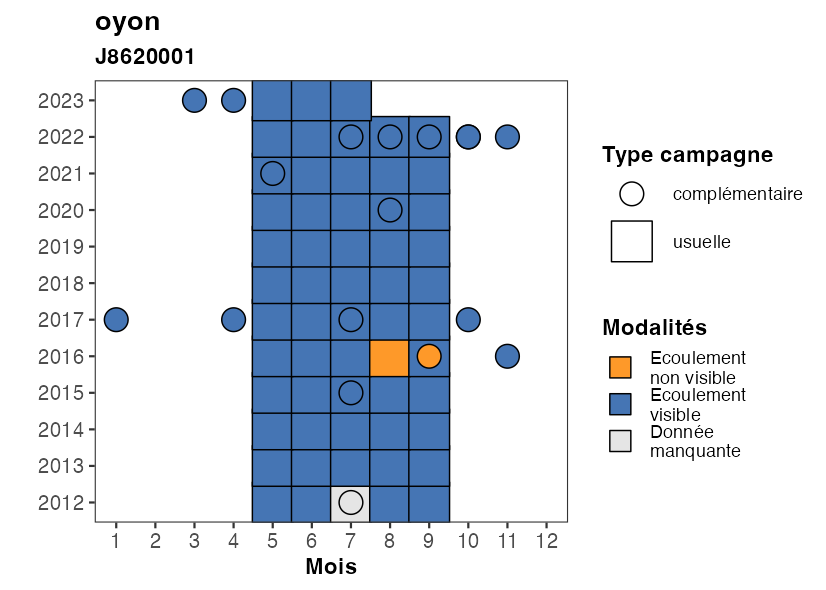 oyon
J8620001
2023
2022
2021
2020
2019
2018
2017
2016
2015
2014
2013
2012
1 2 3 4 5 6 7 8 9 10 11 12
Mois
Type campagne
complémentaire
usuelle
Modalités
Ecoulement
non visible
Ecoulement
visible
Donnée
manquante